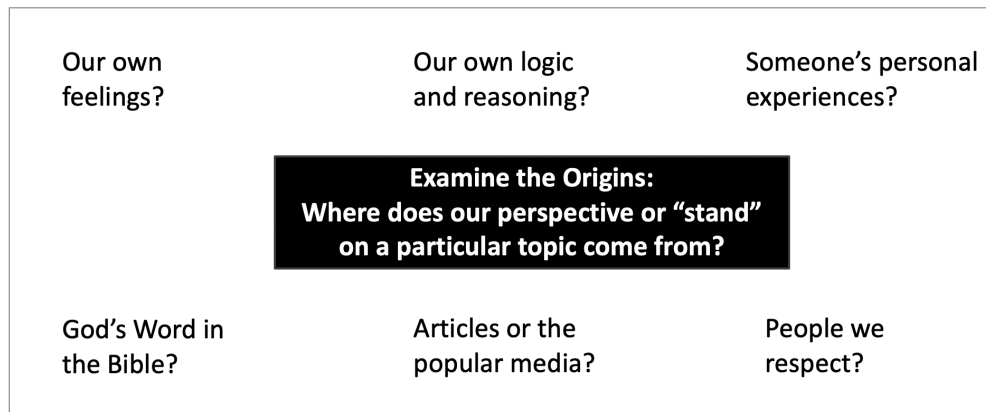 Our own
feelings?
Our own logic
and reasoning?
Someone’s personal
experiences?
Examine the Origins:
Where does our perspective or “stand”
on a particular topic come from?
God’s Word in
the Bible?
Articles or the
popular media?
People we
respect?